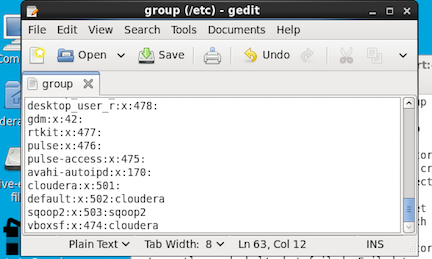 group (/etc) - gedit
File Edit View Search Tools Documents Help
Open Save Undo
group
desktop_user_r:x:478:
gdm:x:42:
rtkit:x:477:
pulse:x:476:
pulse-access:x:475:
avahi-autoipd:x:170:
cloudera:x:501:
default:x:502:cloudera
sqoop2:x:503:sqoop2
vboxsf:x:474:cloudera
Plain Text Tab Width: 8 Ln 63, Col 12 INS